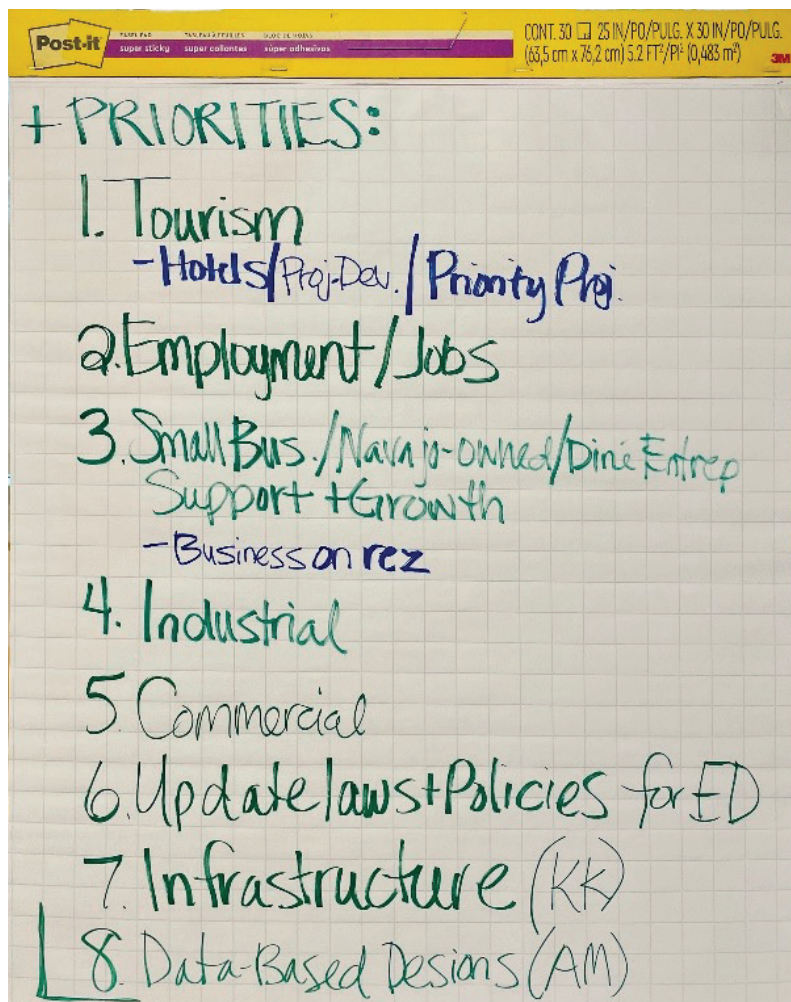 Post-it
TABLEAU À FEUILLES
super sticky super collantes súper adhesivos
CONT. 30 25 IN/PO/PULG. X 30 IN/PO/PULG.
(63,5 cm x 76,2 cm) 5.2 FT²/PI² (0,483 m²)
3M
+ PRIORITIES:
1. Tourism
- Hotels/Proj-Dev./Priority Proj.
2. Employment/Jobs
3. Small Bus./Navajo-owned/Diné Entrep
Support + Growth
- Business on rez
4. Industrial
5. Commercial
6. Update laws + Policies for ED
7. Infrastructure (KK)
8. Data-Based Desions (AM)